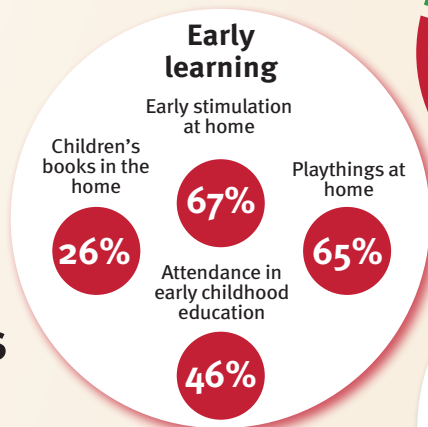 Early
learning
Early stimulation
at home
67%
Children's
books in the
home
26%
Playthings at
home
65%
Attendance in
early childhood
education
46%
s